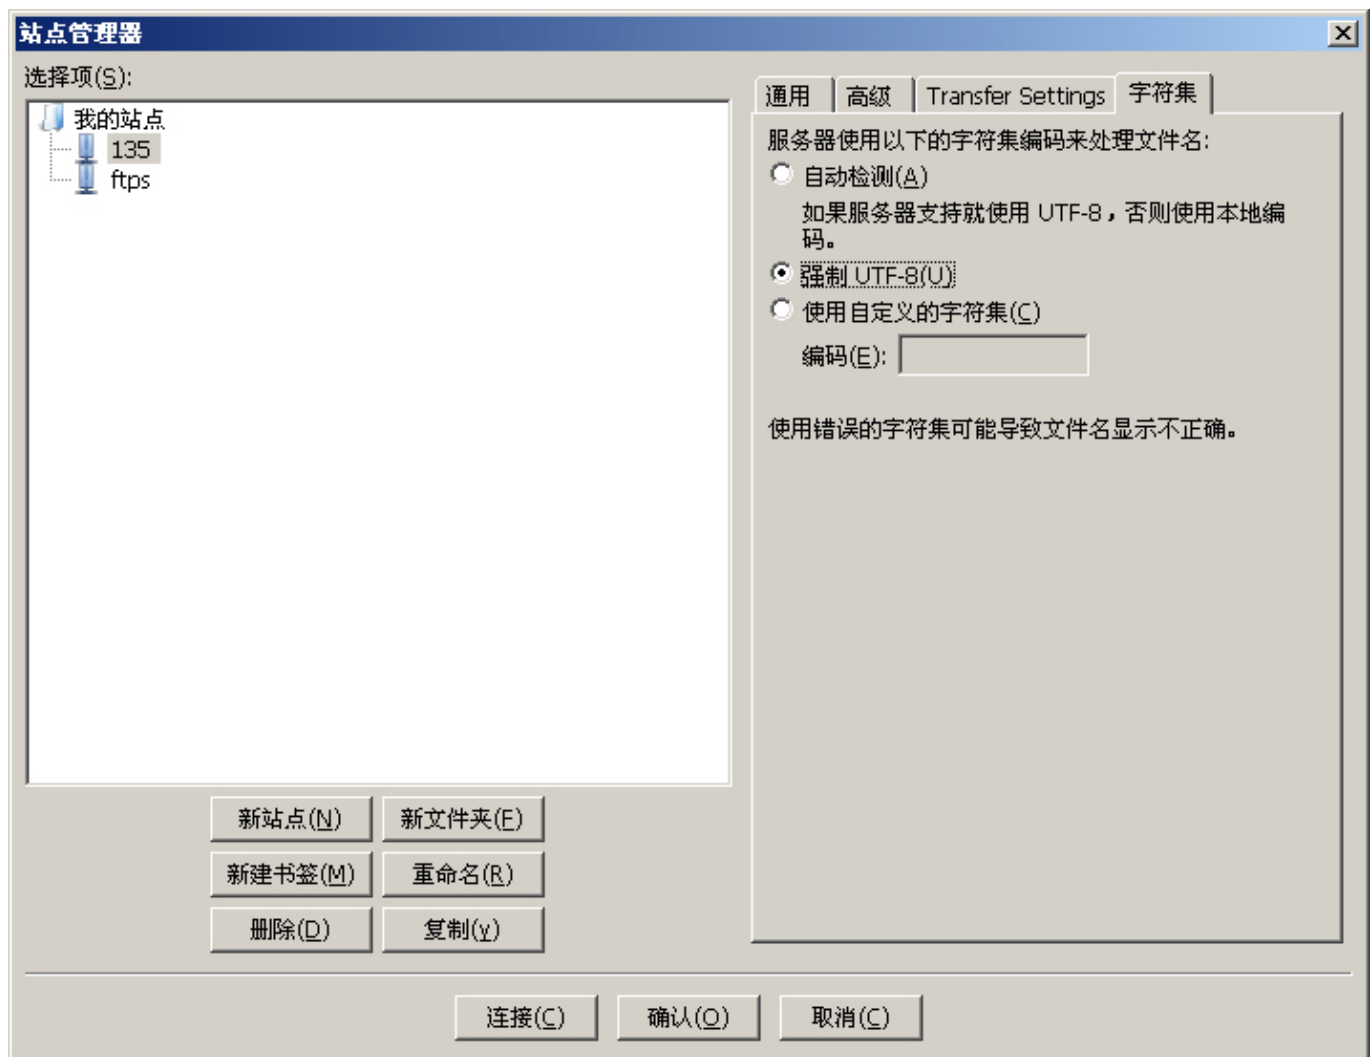 站点管理器
选择项(S):
我的站点
135
ftps
新站点(N)
新文件夹(F)
新建书签(M)
重命名(R)
删除(D)
复制(y)
通用
高级
Transfer Settings
字符集
服务器使用以下的字符集编码来处理文件名:
自动检测(A)
如果服务器支持就使用 UTF-8，否则使用本地编
码。
强制 UTF-8(U)
使用自定义的字符集(C)
编码(E):
使用错误的字符集可能导致文件名显示不正确。
连接(C)
确认(O)
取消(C)